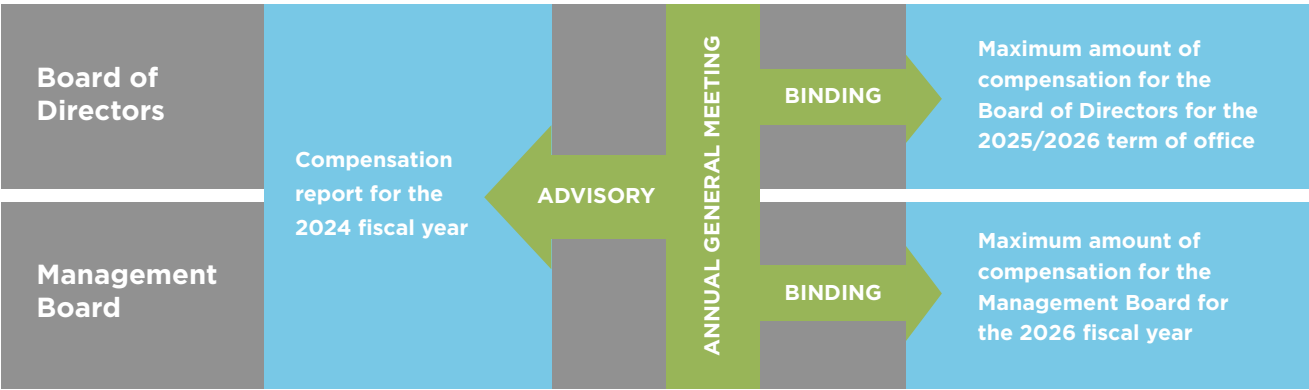 Board of
Directors
Management
Board
Compensation
report for the
2024 fiscal year
ADVISORY
ANNUAL GENERAL MEETING
BINDING
Maximum amount of
compensation for the
Board of Directors for the
2025/2026 term of office
BINDING
Maximum amount of
compensation for the
Management Board for
the 2026 fiscal year